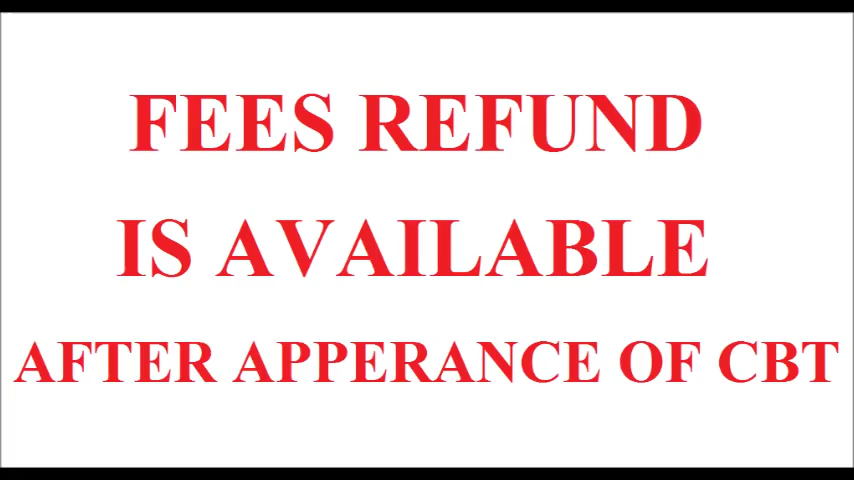 FEES REFUND
IS AVAILABLE
AFTER APPERANCE OF CBT